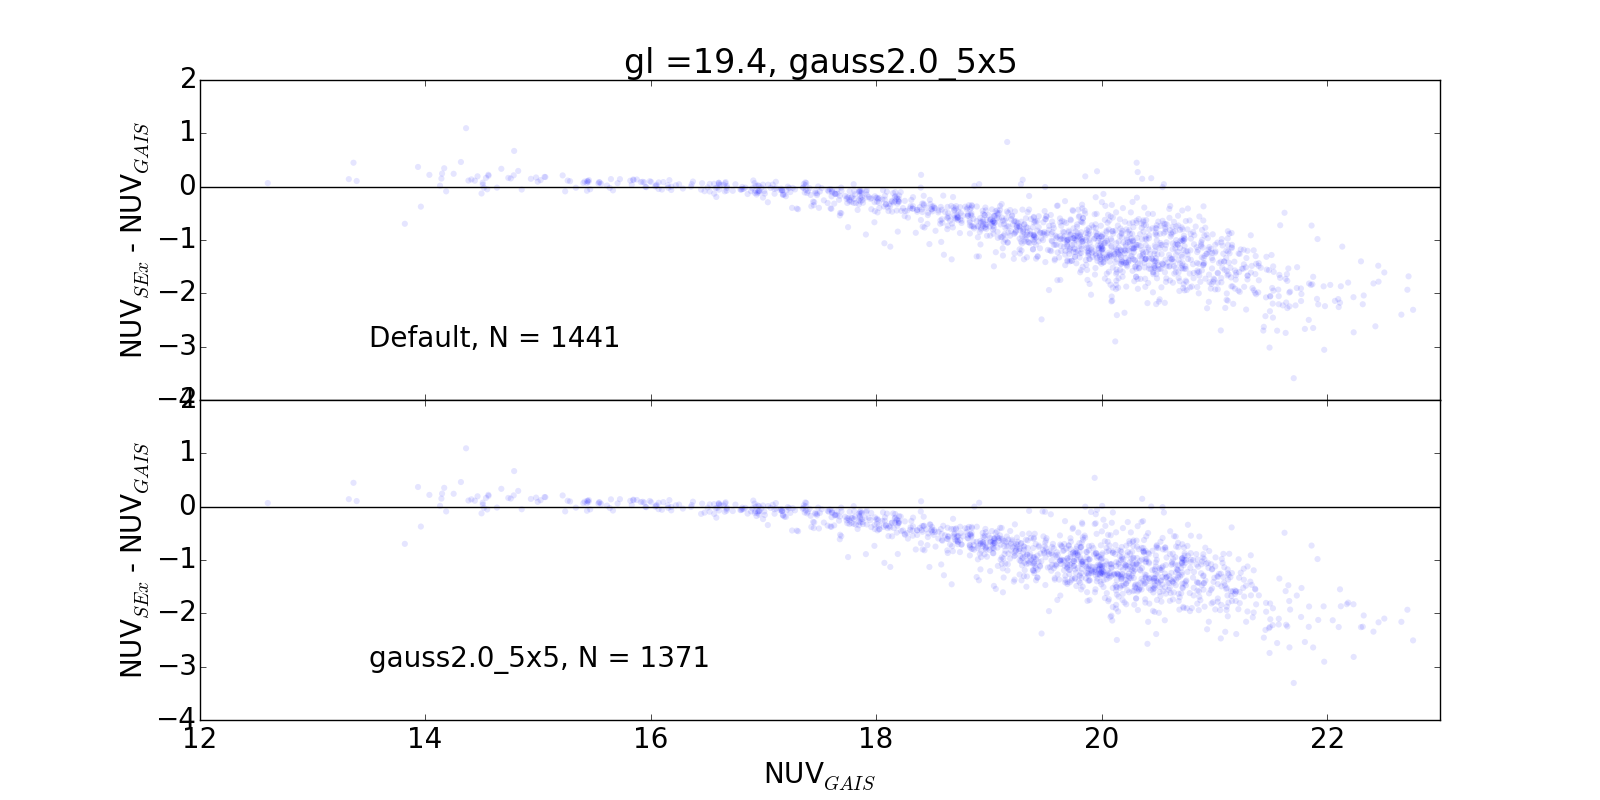 gl =19.4, gauss2.0_5x5
2
1
0
−1
−2
−3
−4
NUV_SEx - NUV_GAIS
Default, N = 1441
2
1
0
−1
−2
−3
−4
NUV_SEx - NUV_GAIS
gauss2.0_5x5, N = 1371
12 14 16 18 20 22
NUV_GAIS